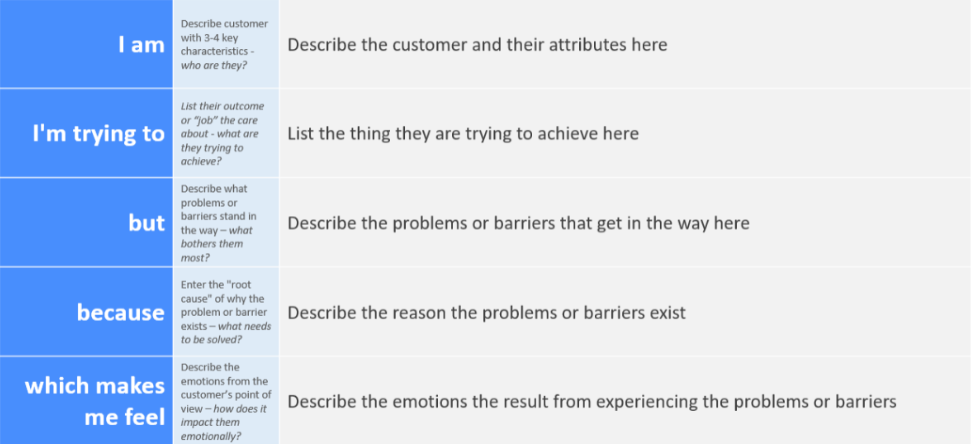 I am
Describe customer
with 3-4 key
characteristics -
who are they?
Describe the customer and their attributes here
I'm trying to
List their outcome
or “job” the care
about - what are
they trying to
achieve?
List the thing they are trying to achieve here
but
Describe what
problems or
barriers stand in
the way – what
bothers them
most?
Describe the problems or barriers that get in the way here
because
Enter the "root
cause" of why the
problem or barrier
exists – what needs
to be solved?
Describe the reason the problems or barriers exist
which makes
me feel
Describe the
emotions from the
customer’s point of
view – how does it
impact them
emotionally?
Describe the emotions the result from experiencing the problems or barriers